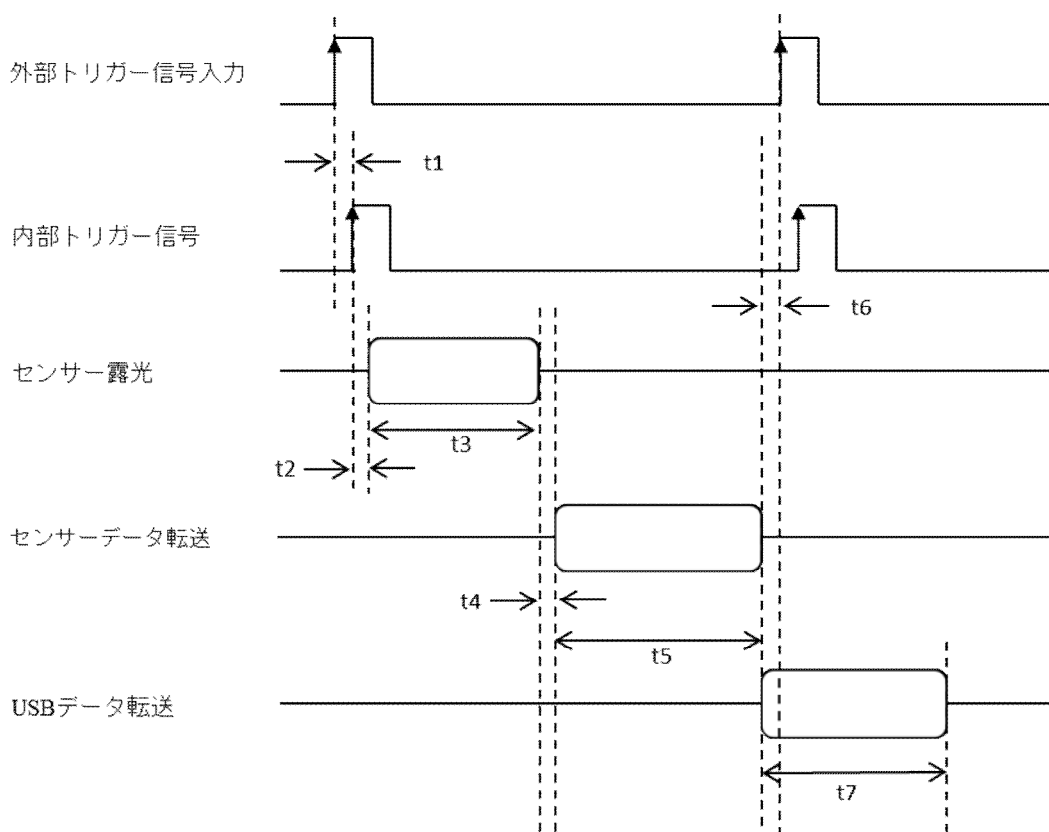 外部トリガー信号入力
t1
内部トリガー信号
t6
センサー露光
t3
t2
センサーデータ転送
t4
t5
USBデータ転送
t7